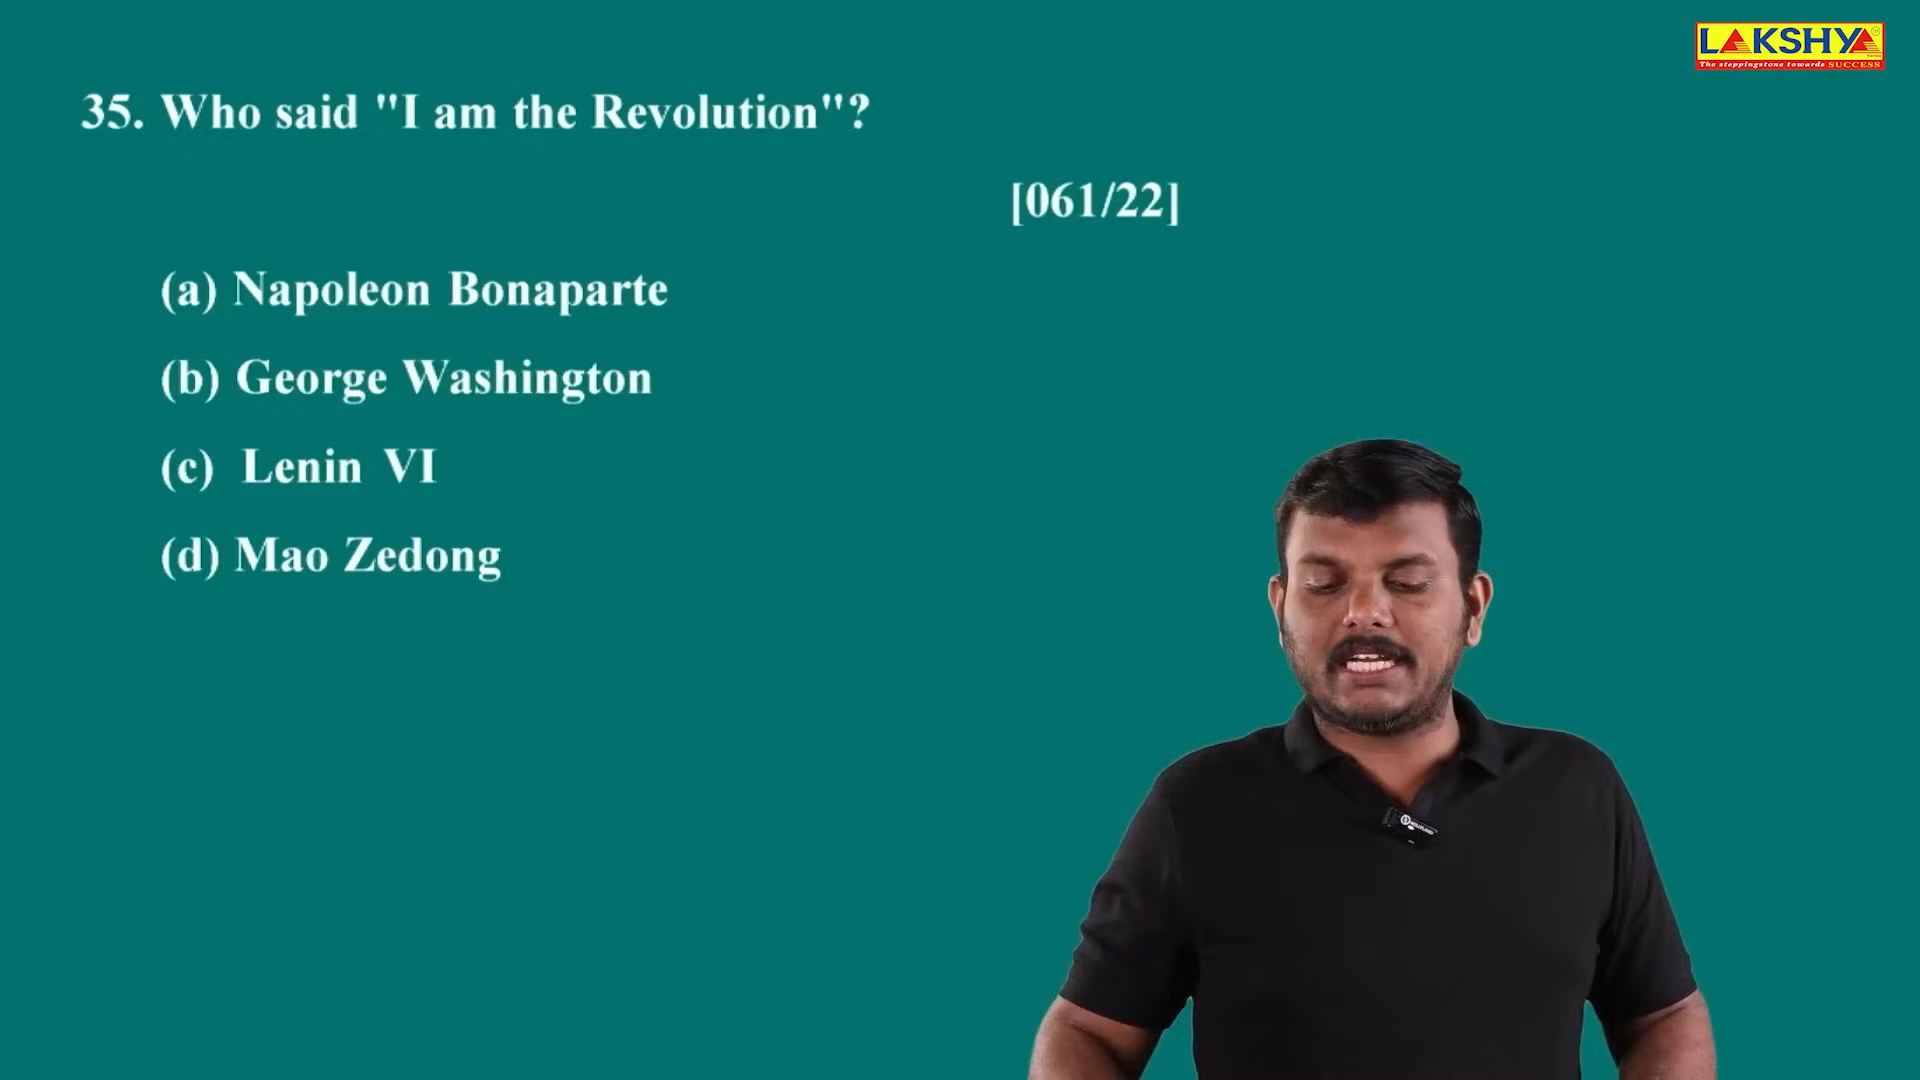 LAKSHYA
The steppingstone towards SUCCESS
35. Who said "I am the Revolution"?
[061/22]
(a) Napoleon Bonaparte
(b) George Washington
(c) Lenin VI
(d) Mao Zedong